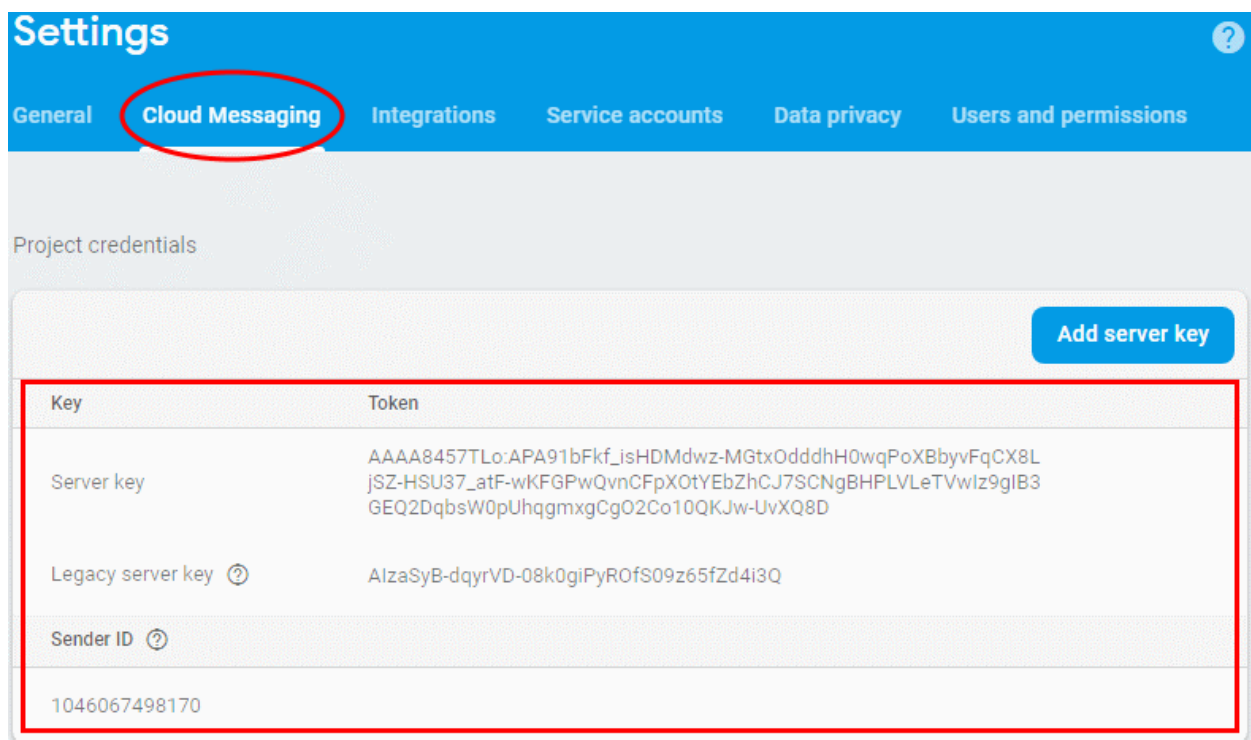 Settings
General Cloud Messaging Integrations Service accounts Data privacy Users and permissions
Project credentials
Add server key
Key Token
Server key
AAAA8457TLo:APA91bFkf_isHDMdwz-MGtxOdddhH0wqPoXBbyvFqCX8L
jSZ-HSU37_atF-wKFGPwQvnCFpXOtYEbZhCJ7SCNgBHPLVLeTVwIz9gIB3
GEQ2DqbsW0pUhqgmxgCgO2Co10QKJw-UvXQ8D
Legacy server key AIzaSyB-dqyrVD-08k0giPyROfS09z65fZd4i3Q
Sender ID
1046067498170